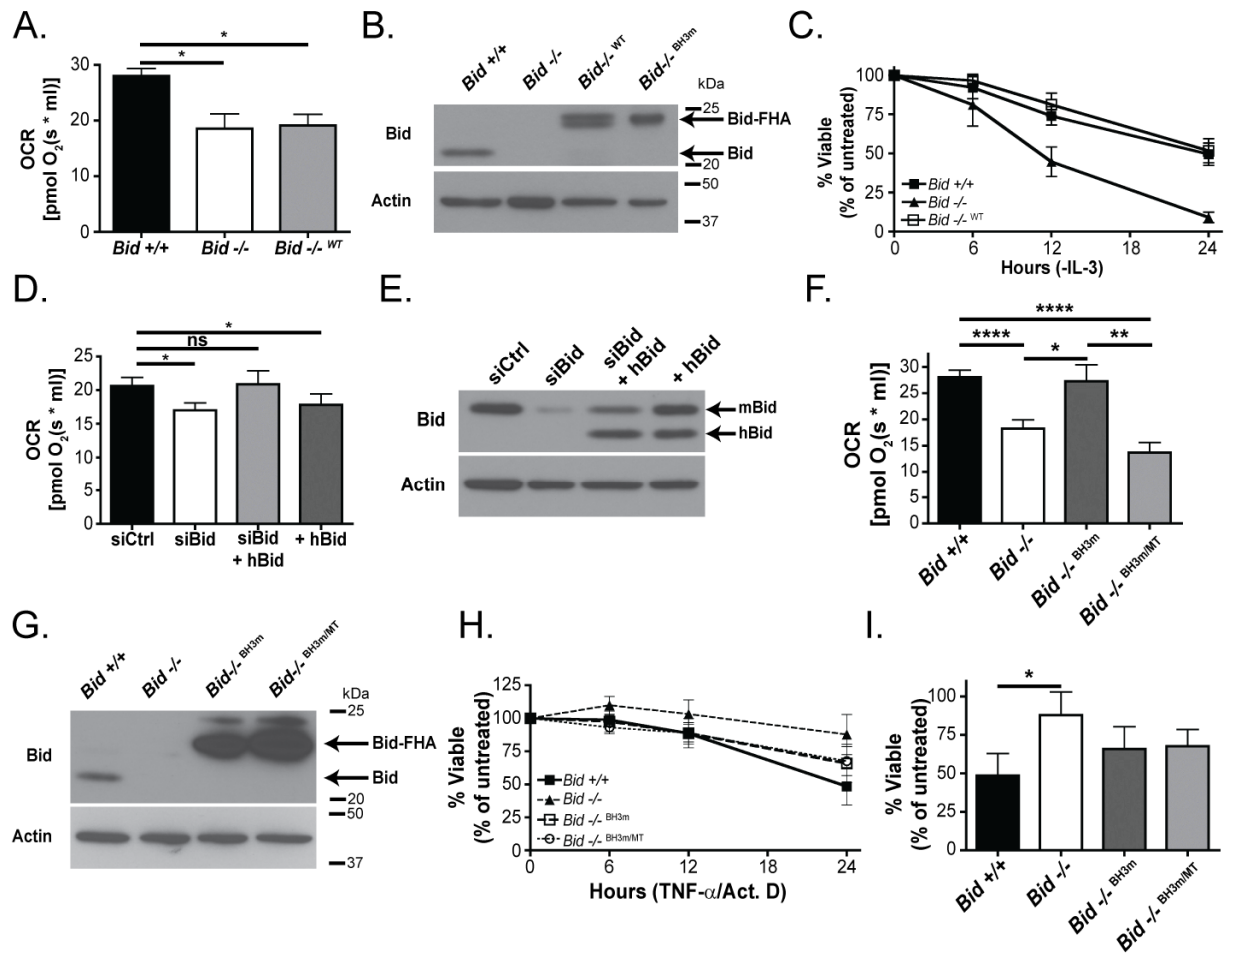 A.
OCR
[pmol O2(s * ml)]
30
20
10
0
*
*
Bid +/+
Bid -/-
Bid -/- WT
B.
Bid +/+
Bid -/-
Bid-/- WT
Bid-/- BH3m
kDa
Bid
25
Bid-FHA
Bid
20
Actin
50
37
C.
% Viable
(% of untreated)
100
75
50
25
0
Bid +/+
Bid -/-
Bid -/- WT
0
6
12
18
24
Hours (-IL-3)
D.
OCR
[pmol O2(s * ml)]
25
20
15
10
5
0
*
ns
*
siCtrl
siBid
siBid
+ hBid
+ hBid
E.
siCtrl
siBid
siBid
+ hBid
+ hBid
Bid
mBid
hBid
Actin
F.
OCR
[pmol O2(s * ml)]
30
25
20
15
10
5
0
****
****
**
*
Bid +/+
Bid -/-
Bid -/- BH3m
Bid -/- BH3m/MT
G.
Bid +/+
Bid -/-
Bid-/- BH3m
Bid-/- BH3m/MT
kDa
25
Bid
Bid-FHA
Bid
20
50
Actin
37
H.
% Viable
(% of untreated)
125
100
75
50
25
0
Bid +/+
Bid -/-
Bid -/- BH3m
Bid -/- BH3m/MT
0
6
12
18
24
Hours (TNF-α/Act. D)
I.
% Viable
(% of untreated)
100
75
50
25
0
*
Bid +/+
Bid -/-
Bid -/- BH3m
Bid -/- BH3m/MT